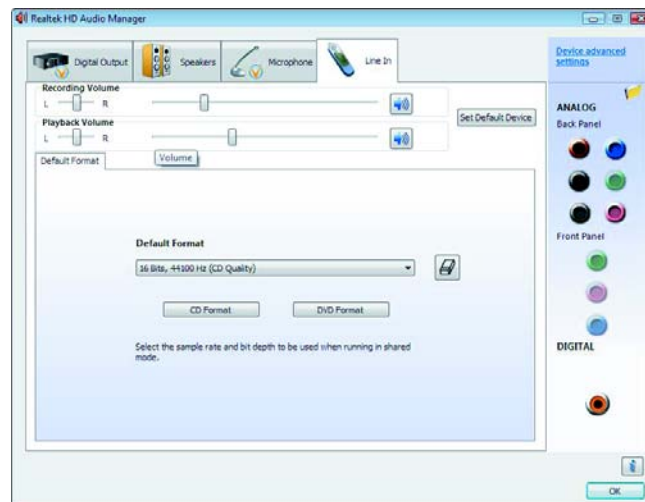 Realtek HD Audio Manager
Digital Output
Speakers
Microphone
Line In
Device advanced
settings
Recording Volume
L
R
Set Default Device
Playback Volume
L
R
Volume
Default Format
ANALOG
Back Panel
Default Format
16 Bits, 44100 Hz (CD Quality)
CD Format
DVD Format
Select the sample rate and bit depth to be used when running in shared
mode.
Front Panel
DIGITAL
i
OK